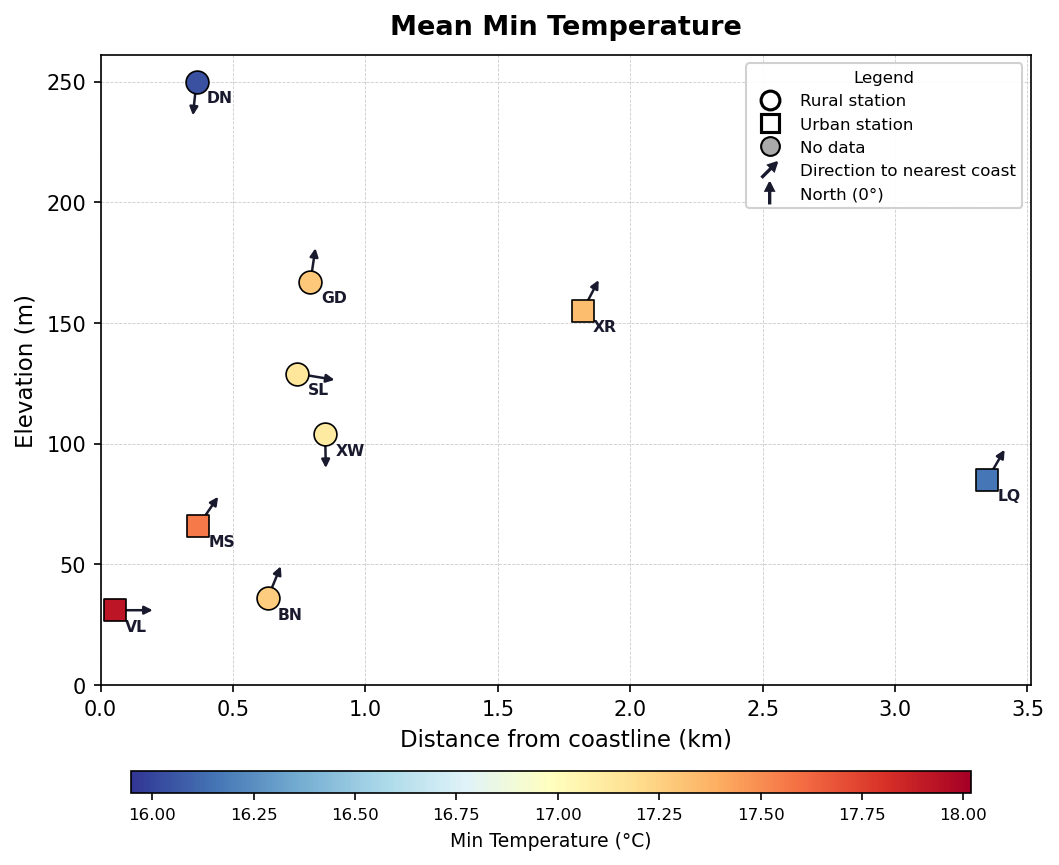 Mean Min Temperature
Legend
Rural station
Urban station
No data
Direction to nearest coast
North (0°)
250
200
150
100
50
0
Elevation (m)
DN
GD
XR
SL
XW
LQ
MS
BN
VL
0.0 0.5 1.0 1.5 2.0 2.5 3.0 3.5
Distance from coastline (km)
16.00 16.25 16.50 16.75 17.00 17.25 17.50 17.75 18.00
Min Temperature (°C)